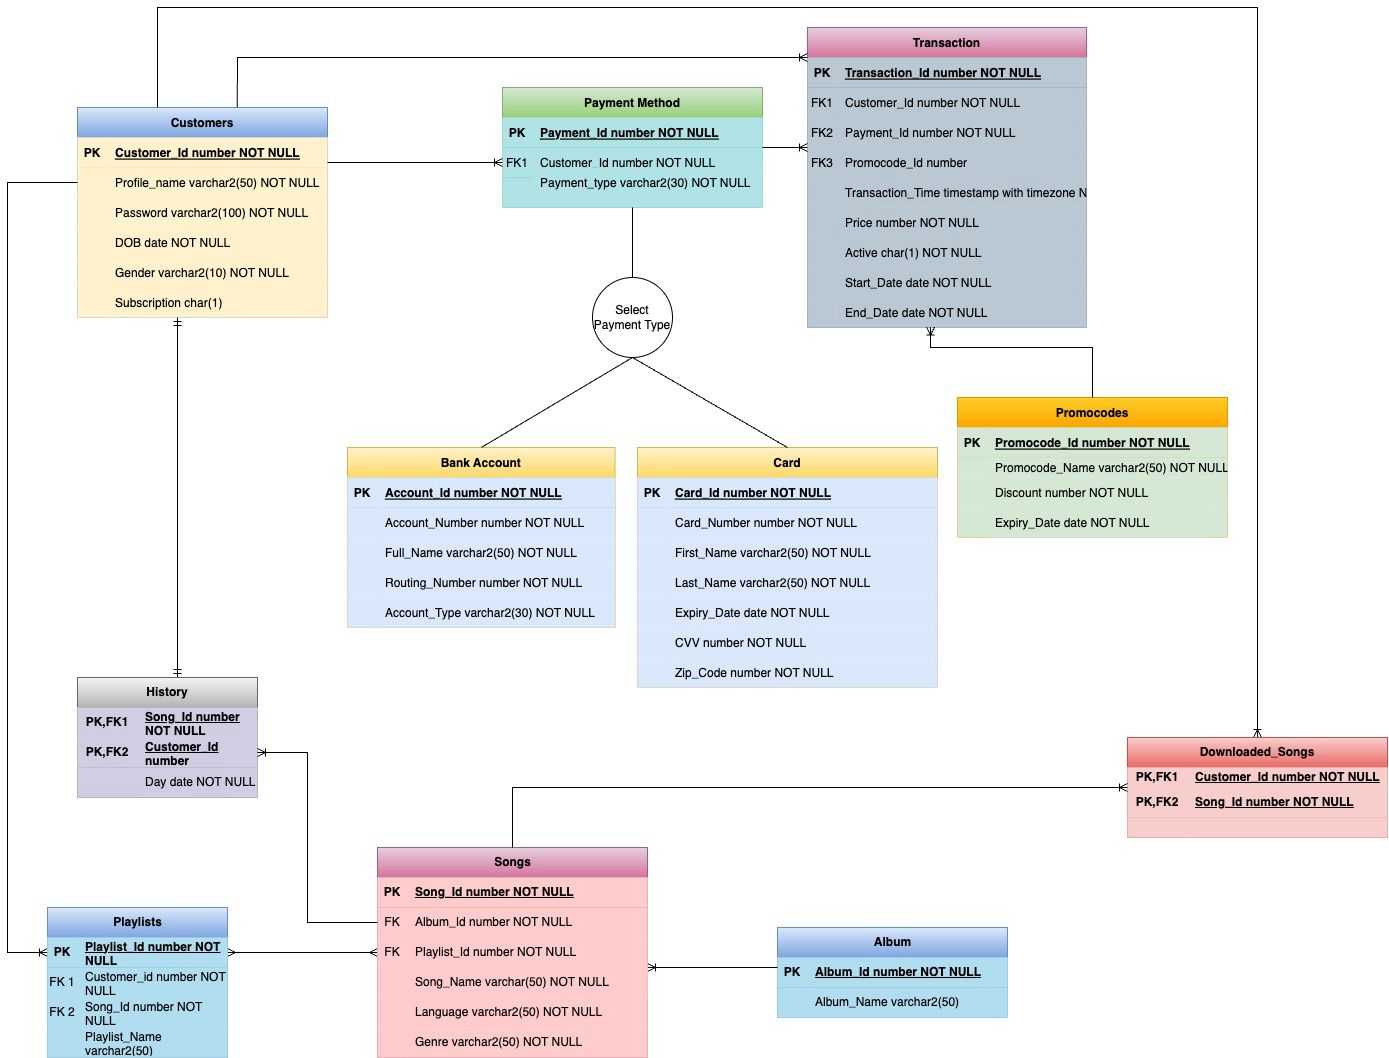 Transaction
PK Transaction_Id number NOT NULL
FK1 Customer_Id number NOT NULL
FK2 Payment_Id number NOT NULL
FK3 Promocode_Id number
Transaction_Time timestamp with timezone N
Price number NOT NULL
Active char(1) NOT NULL
Start_Date date NOT NULL
End_Date date NOT NULL
Payment Method
PK Payment_Id number NOT NULL
FK1 Customer_Id number NOT NULL
Payment_type varchar2(30) NOT NULL
Customers
PK Customer_Id number NOT NULL
Profile_name varchar2(50) NOT NULL
Password varchar2(100) NOT NULL
DOB date NOT NULL
Gender varchar2(10) NOT NULL
Subscription char(1)
Select
Payment Type
Promocodes
PK Promocode_Id number NOT NULL
Promocode_Name varchar2(50) NOT NULL
Discount number NOT NULL
Expiry_Date date NOT NULL
Bank Account
PK Account_Id number NOT NULL
Account_Number number NOT NULL
Full_Name varchar2(50) NOT NULL
Routing_Number number NOT NULL
Account_Type varchar2(30) NOT NULL
Card
PK Card_Id number NOT NULL
Card_Number number NOT NULL
First_Name varchar2(50) NOT NULL
Last_Name varchar2(50) NOT NULL
Expiry_Date date NOT NULL
CVV number NOT NULL
Zip_Code number NOT NULL
History
PK,FK1 Song_Id number
NOT NULL
PK,FK2 Customer_Id
number
Day date NOT NULL
Downloaded_Songs
PK,FK1 Customer_Id number NOT NULL
PK,FK2 Song_Id number NOT NULL
Songs
PK Song_Id number NOT NULL
FK Album_Id number NOT NULL
FK Playlist_Id number NOT NULL
Song_Name varchar(50) NOT NULL
Language varchar2(50) NOT NULL
Genre varchar2(50) NOT NULL
Playlists
PK Playlist_Id number NOT
NULL
FK 1 Customer_id number NOT
NULL
FK 2 Song_Id number NOT
NULL
Playlist_Name
varchar2(50)
Album
PK Album_Id number NOT NULL
Album_Name varchar2(50)